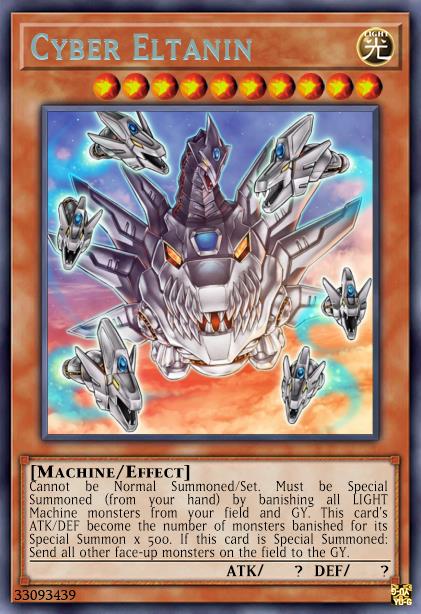 CYBER ELTANIN
LIGHT
光
[MACHINE/EFFECT]
Cannot be Normal Summoned/Set. Must be Special
Summoned (from your hand) by banishing all LIGHT
Machine monsters from your field and GY. This card's
ATK/DEF become the number of monsters banished for its
Special Summon x 500. If this card is Special Summoned:
Send all other face-up monsters on the field to the GY.
ATK/ ? DEF/ ?
33093439